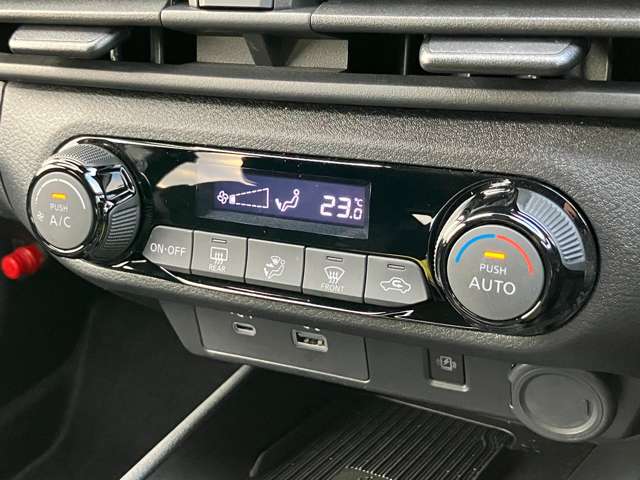 PUSH
A/C
23.0
°C
ON·OFF
REAR
FRONT
PUSH
AUTO